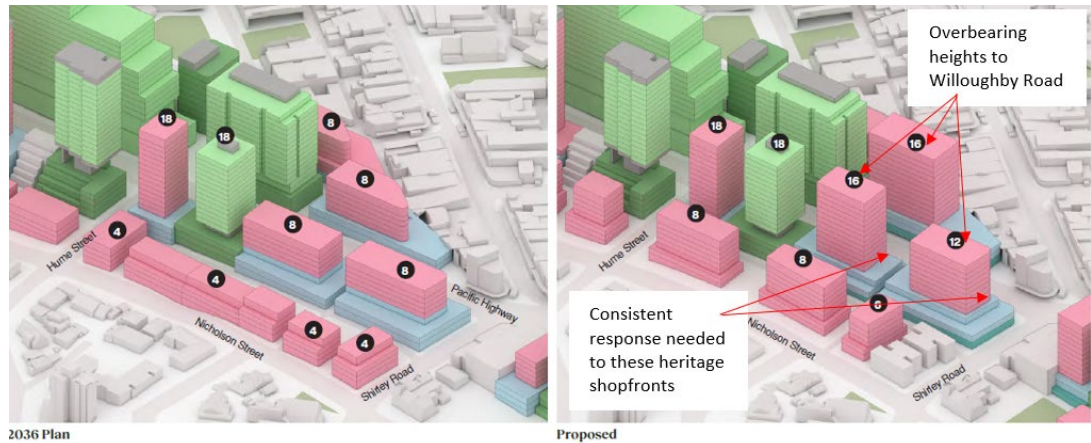 18
18
8
8
8
8
4
4
4
4
Hume Street
Nicholson Street
Pacific Highway
Shirley Road
2036 Plan
Overbearing
heights to
Willoughby Road
18
18
16
16
12
8
8
6
Hume Street
Nicholson Street
Shirley Road
Consistent
response needed
to these heritage
shopfronts
Proposed